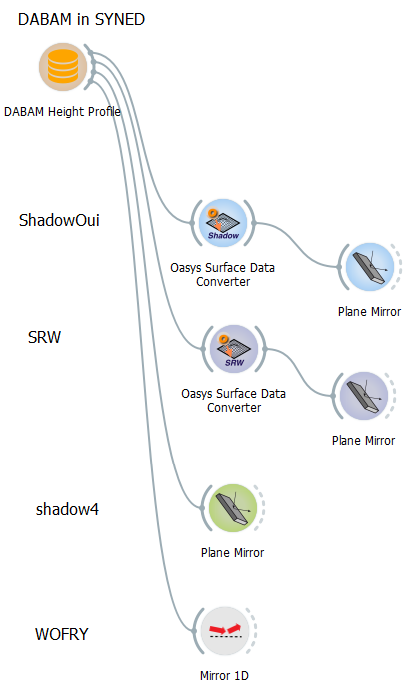 DABAM in SYNED
DABAM Height Profile
ShadowOui
Shadow
Oasys Surface Data
Converter
Plane Mirror
SRW
SRW
Oasys Surface Data
Converter
Plane Mirror
shadow4
Plane Mirror
WOFRY
Mirror 1D